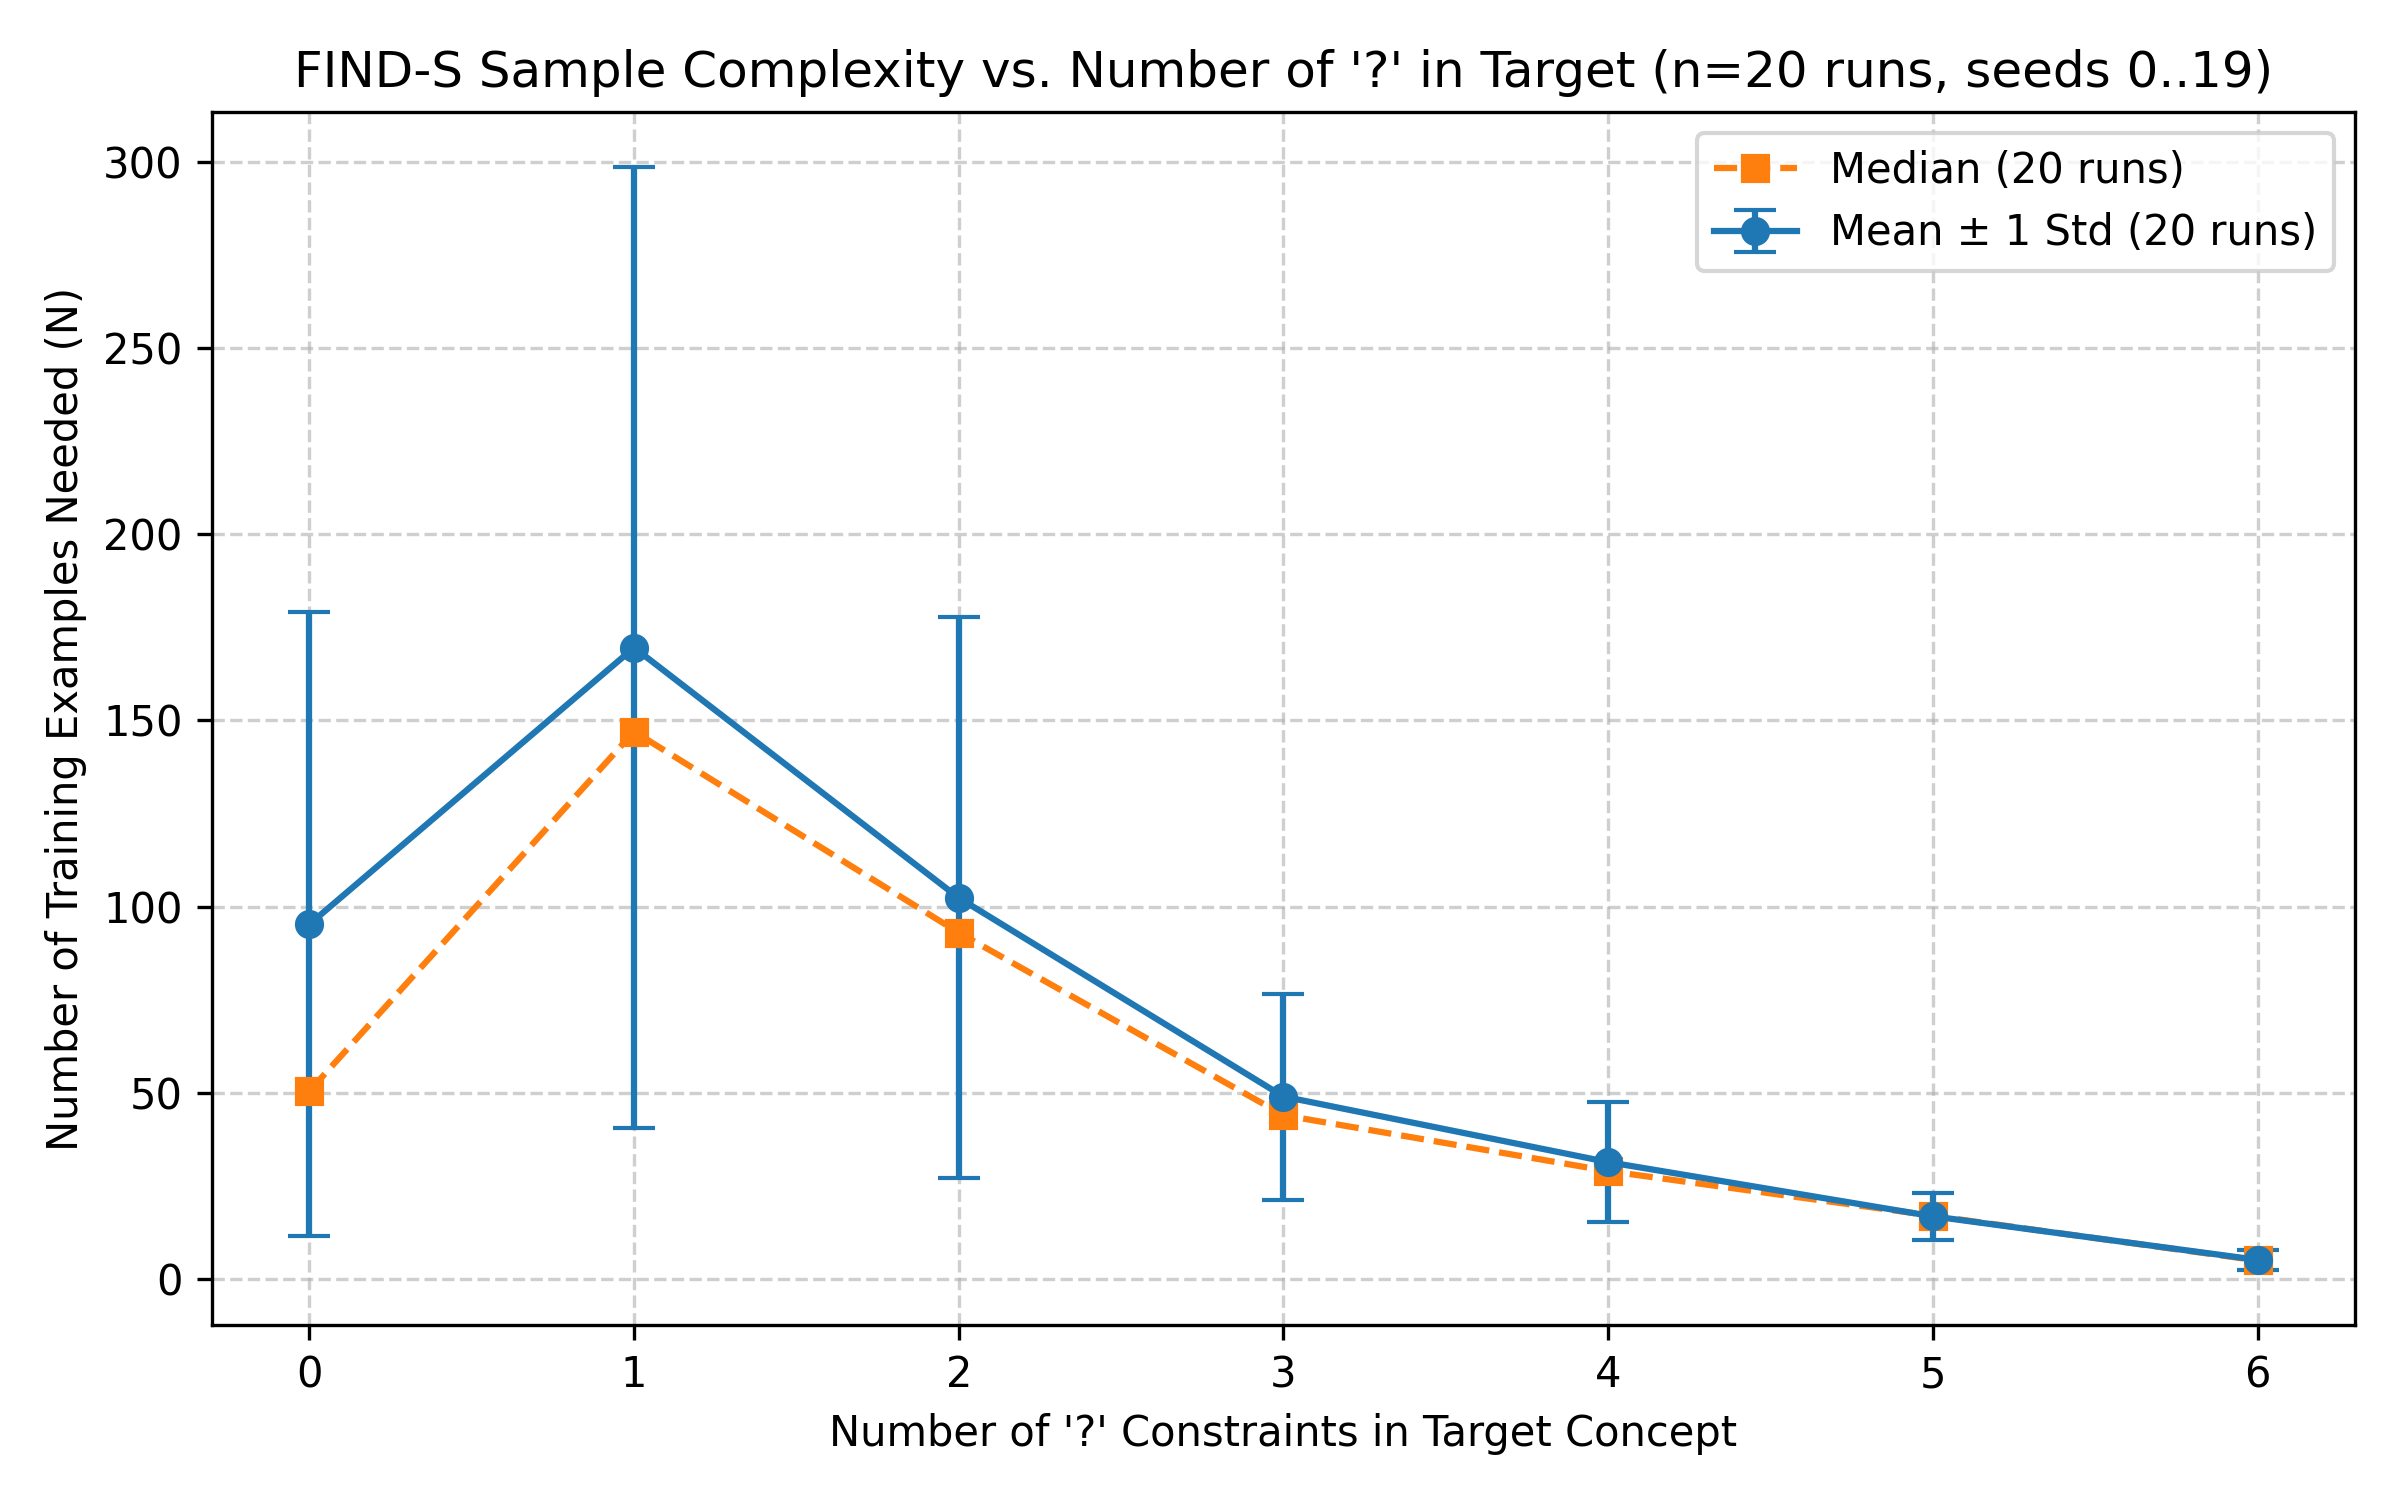 FIND-S Sample Complexity vs. Number of '?' in Target (n=20 runs, seeds 0..19)
Median (20 runs)
Mean ± 1 Std (20 runs)
Number of Training Examples Needed (N)
300
250
200
150
100
50
0
0 1 2 3 4 5 6
Number of '?' Constraints in Target Concept